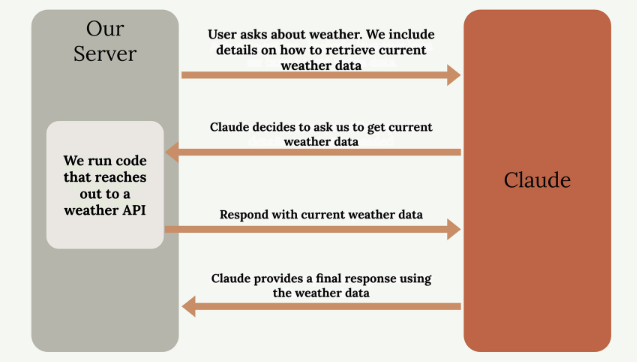 Our
Server
User asks about weather. We include
details on how to retrieve current
weather data
Claude decides to ask us to get current
weather data
We run code
that reaches
out to a
weather API
Claude
Respond with current weather data
Claude provides a final response using
the weather data